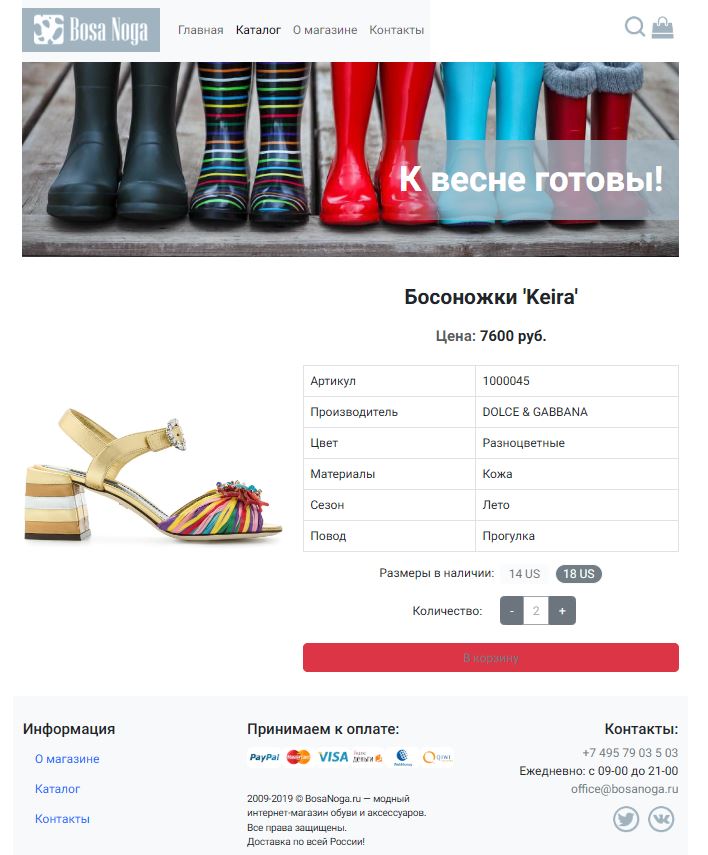 Bosa Noga
Главная Каталог О магазине Контакты
К весне готовы!
Босоножки 'Keira'
Цена: 7600 руб.
Артикул 1000045
Производитель DOLCE & GABBANA
Цвет Разноцветные
Материалы Кожа
Сезон Лето
Повод Прогулка
Размеры в наличии: 14 US 18 US
Количество: - 2 +
В корзину
Информация
О магазине
Каталог
Контакты
Принимаем к оплате:
PayPal MasterCard VISA Яндекс деньги WebMoney QIWI
2009-2019 © BosaNoga.ru — модный
интернет-магазин обуви и аксессуаров.
Все права защищены.
Доставка по всей России!
Контакты:
+7 495 79 03 5 03
Ежедневно: с 09-00 до 21-00
office@bosanoga.ru